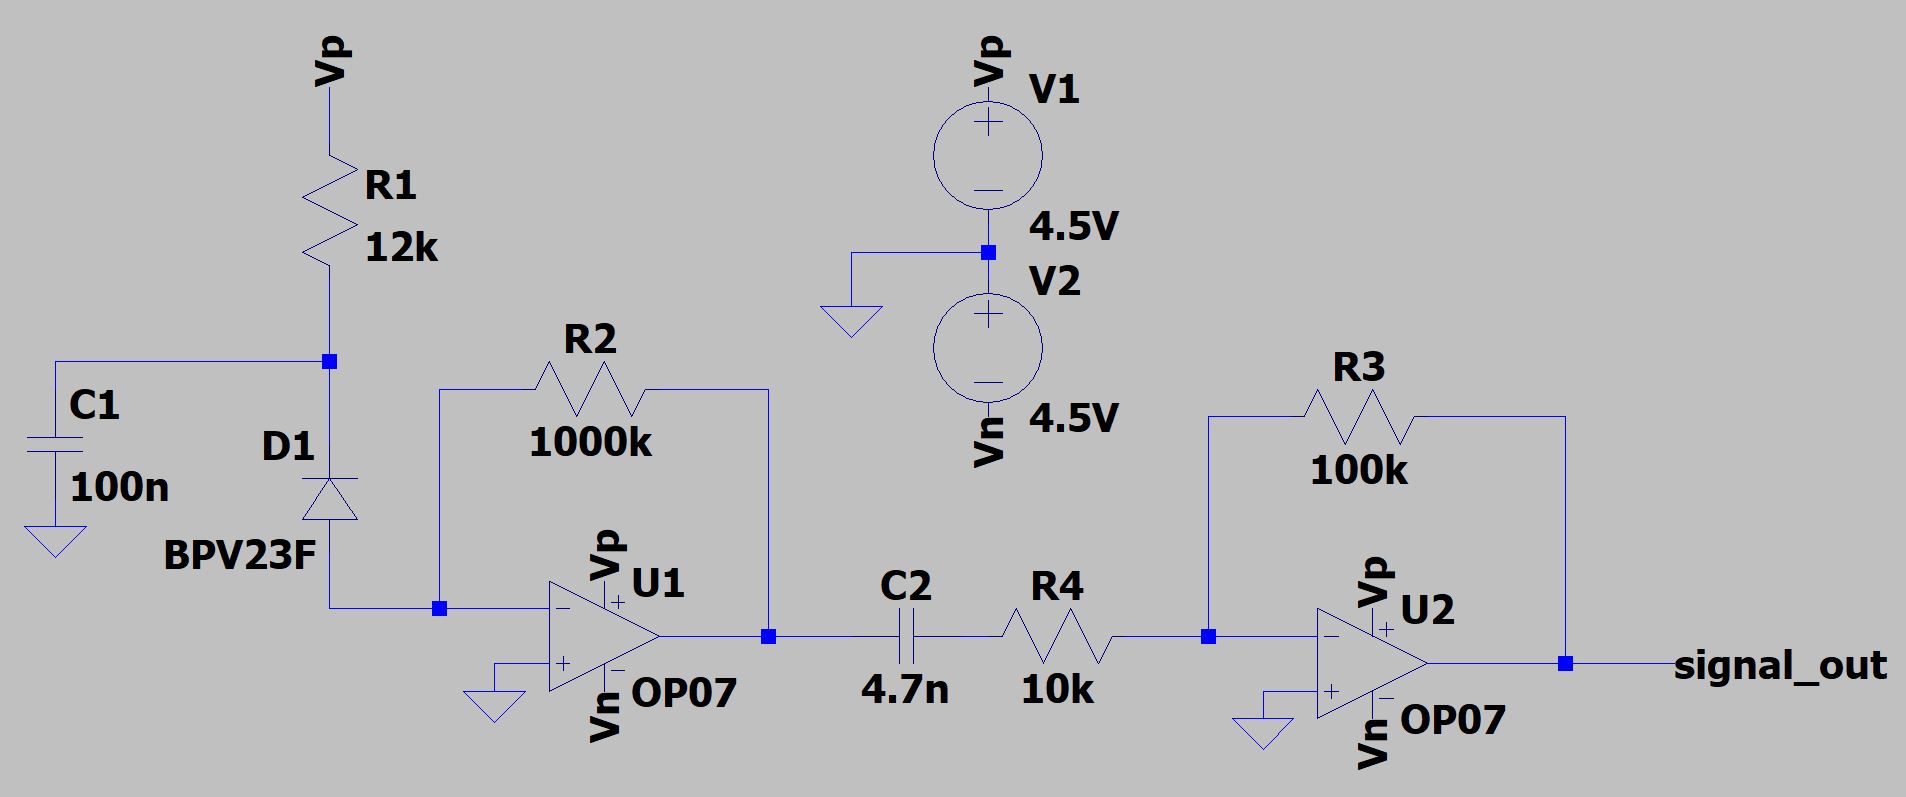 Vp
R1
12k
C1
100n
D1
BPV23F
R2
1000k
Vp
U1
Vn
OP07
C2
4.7n
R4
10k
Vp
V1
4.5V
V2
4.5V
Vn
R3
100k
Vp
U2
Vn
OP07
signal_out